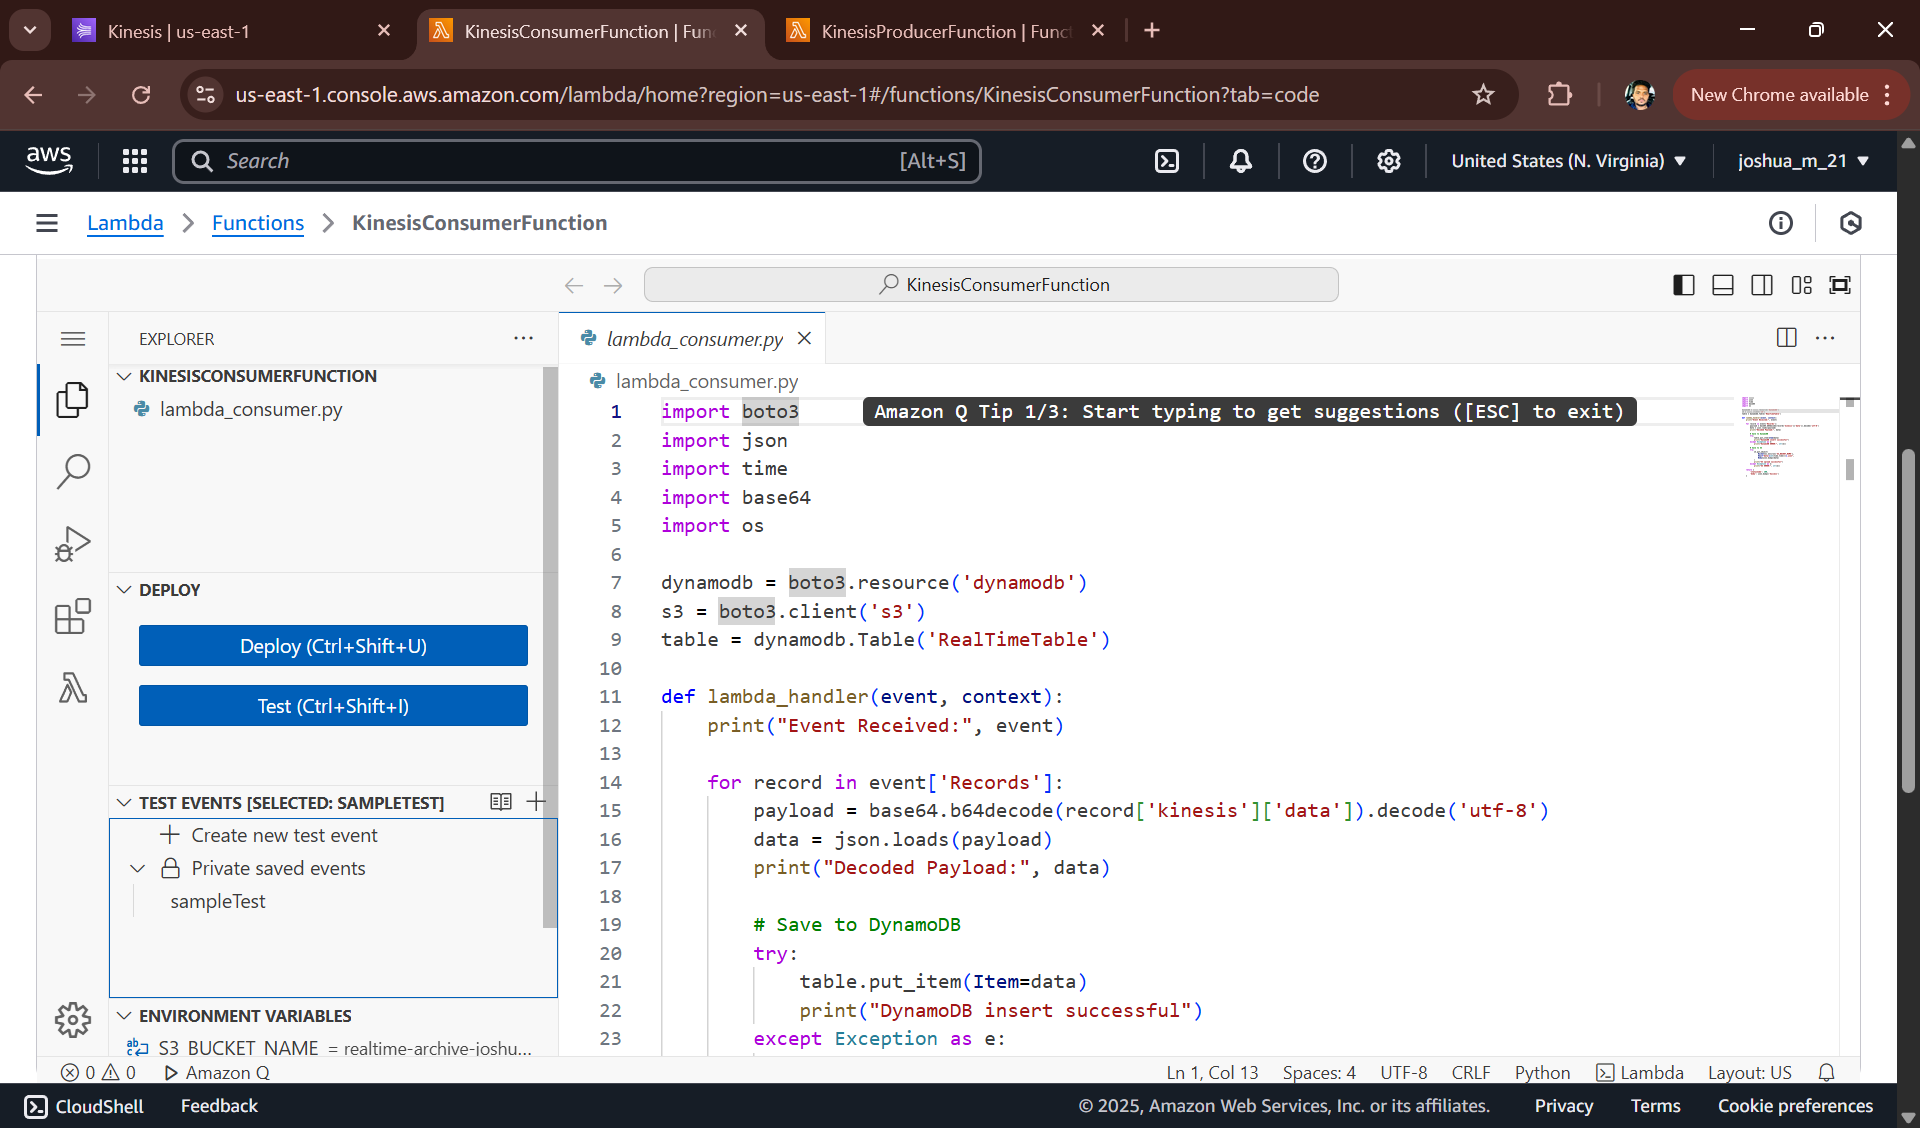 Kinesis | us-east-1
KinesisConsumerFunction | Fun
KinesisProducerFunction | Funct
us-east-1.console.aws.amazon.com/lambda/home?region=us-east-1#/functions/KinesisConsumerFunction?tab=code
New Chrome available
aws
Search
[Alt+S]
United States (N. Virginia)
joshua_m_21
Lambda
Functions
KinesisConsumerFunction
KinesisConsumerFunction
EXPLORER
KINESISCONSUMERFUNCTION
lambda_consumer.py
DEPLOY
Deploy (Ctrl+Shift+U)
Test (Ctrl+Shift+I)
TEST EVENTS [SELECTED: SAMPLETEST]
Create new test event
Private saved events
sampleTest
ENVIRONMENT VARIABLES
S3_BUCKET_NAME = realtime-archive-joshu...
lambda_consumer.py
lambda_consumer.py
1 import boto3
Amazon Q Tip 1/3: Start typing to get suggestions ([ESC] to exit)
2 import json
3 import time
4 import base64
5 import os
6
7 dynamodb = boto3.resource('dynamodb')
8 s3 = boto3.client('s3')
9 table = dynamodb.Table('RealTimeTable')
10
11 def lambda_handler(event, context):
12 print("Event Received:", event)
13
14 for record in event['Records']:
15 payload = base64.b64decode(record['kinesis']['data']).decode('utf-8')
16 data = json.loads(payload)
17 print("Decoded Payload:", data)
18
19 # Save to DynamoDB
20 try:
21 table.put_item(Item=data)
22 print("DynamoDB insert successful")
23 except Exception as e:
0 0
Amazon Q
Ln 1, Col 13
Spaces: 4
UTF-8
CRLF
Python
Lambda
Layout: US
CloudShell
Feedback
© 2025, Amazon Web Services, Inc. or its affiliates.
Privacy
Terms
Cookie preferences